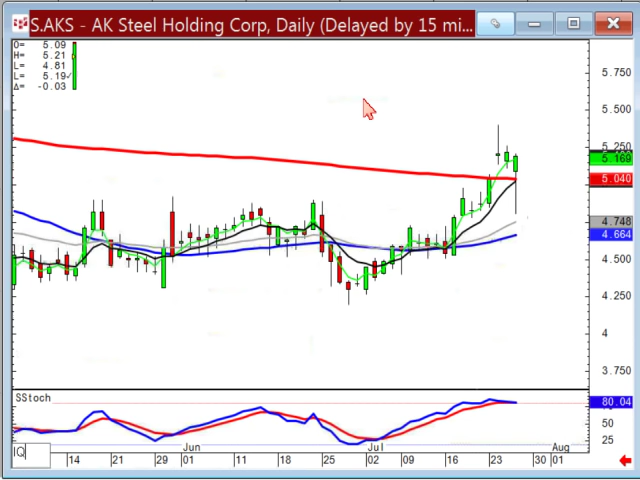 S.AKS - AK Steel Holding Corp, Daily (Delayed by 15 mi...
O= 5.09
H= 5.21
L= 4.81
L= 5.19✓
Δ= -0.03
5.750
5.500
5.250
5.169
5.040
4.748
4.664
4.500
4.250
4
3.750
SStoch
80.04
50
25
IQ
Jun
Jul
Aug
14
21
29
01
11
18
25
02
09
16
23
30
01